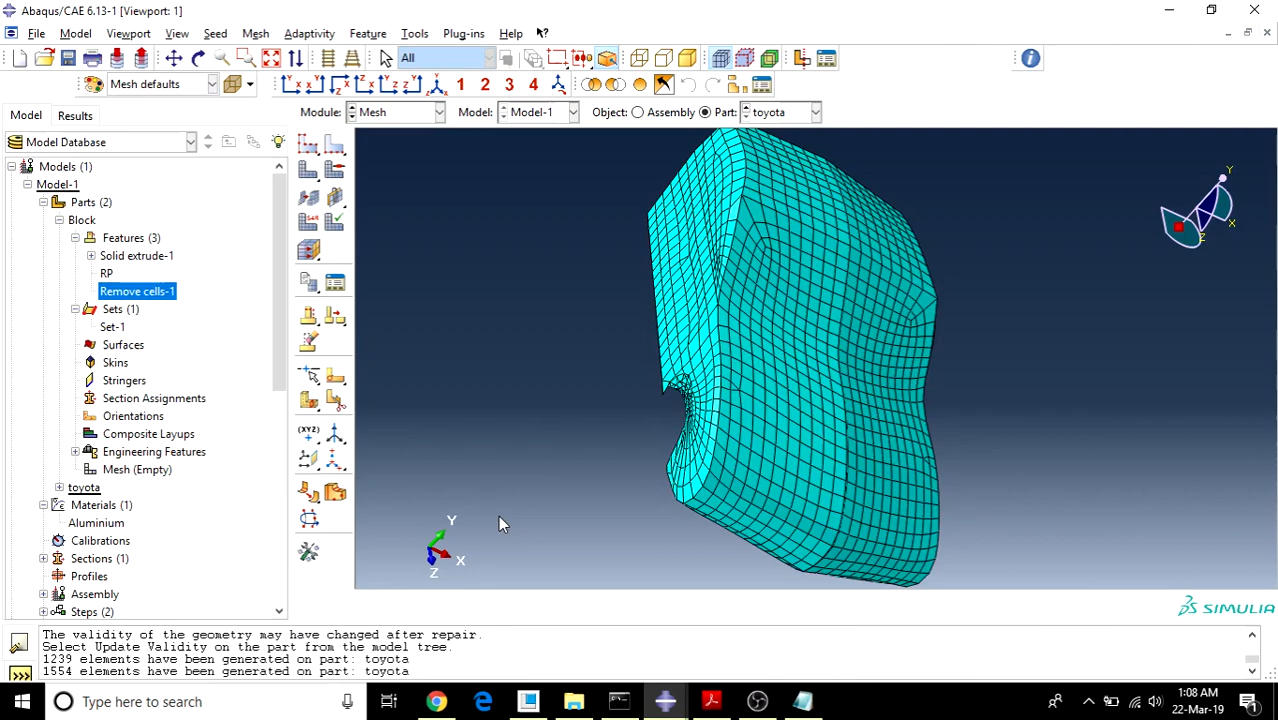 Abaqus/CAE 6.13-1 [Viewport: 1]
File Model Viewport View Seed Mesh Adaptivity Feature Tools Plug-ins Help
All
Mesh defaults
1 2 3 4
Model Results
Module: Mesh Model: Model-1 Object: Assembly Part: toyota
Model Database
Models (1)
Model-1
Parts (2)
Block
Features (3)
Solid extrude-1
RP
Remove cells-1
Sets (1)
Set-1
Surfaces
Skins
Stringers
Section Assignments
Orientations
Composite Layups
Engineering Features
Mesh (Empty)
toyota
Materials (1)
Aluminium
Calibrations
Sections (1)
Profiles
Assembly
Steps (2)
(XYZ)
Y
X
Z
Y
X
Z
SIMULIA
The validity of the geometry may have changed after repair.
Select Update Validity on the part from the model tree.
1239 elements have been generated on part: toyota
1554 elements have been generated on part: toyota
>>>
Type here to search
1:08 AM
22-Mar-19